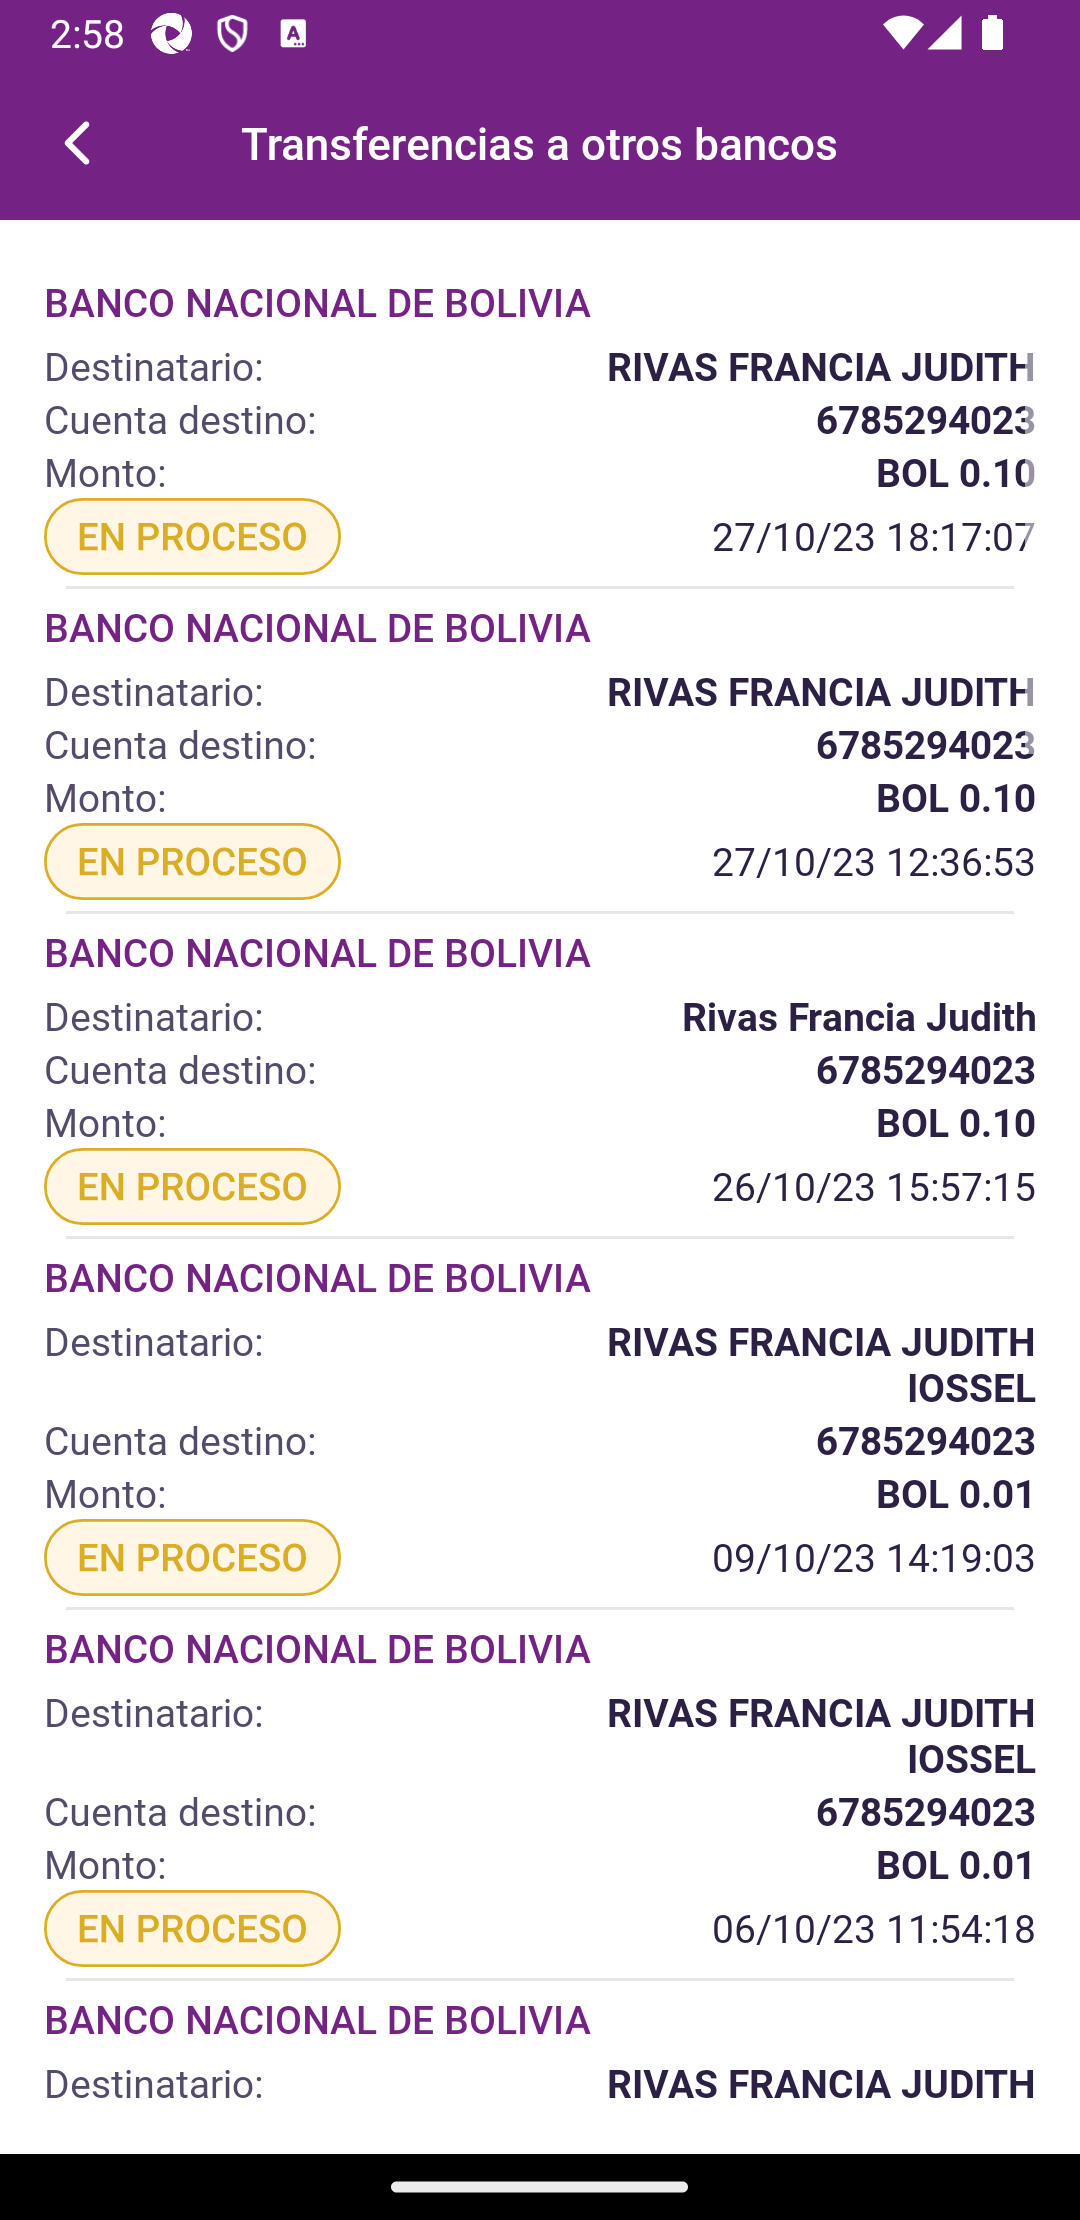 2:58
Transferencias a otros bancos
BANCO NACIONAL DE BOLIVIA
Destinatario: RIVAS FRANCIA JUDITH
Cuenta destino: 6785294023
Monto: BOL 0.10
EN PROCESO 27/10/23 18:17:07
BANCO NACIONAL DE BOLIVIA
Destinatario: RIVAS FRANCIA JUDITH
Cuenta destino: 6785294023
Monto: BOL 0.10
EN PROCESO 27/10/23 12:36:53
BANCO NACIONAL DE BOLIVIA
Destinatario: Rivas Francia Judith
Cuenta destino: 6785294023
Monto: BOL 0.10
EN PROCESO 26/10/23 15:57:15
BANCO NACIONAL DE BOLIVIA
Destinatario: RIVAS FRANCIA JUDITH
IOSSEL
Cuenta destino: 6785294023
Monto: BOL 0.01
EN PROCESO 09/10/23 14:19:03
BANCO NACIONAL DE BOLIVIA
Destinatario: RIVAS FRANCIA JUDITH
IOSSEL
Cuenta destino: 6785294023
Monto: BOL 0.01
EN PROCESO 06/10/23 11:54:18
BANCO NACIONAL DE BOLIVIA
Destinatario: RIVAS FRANCIA JUDITH